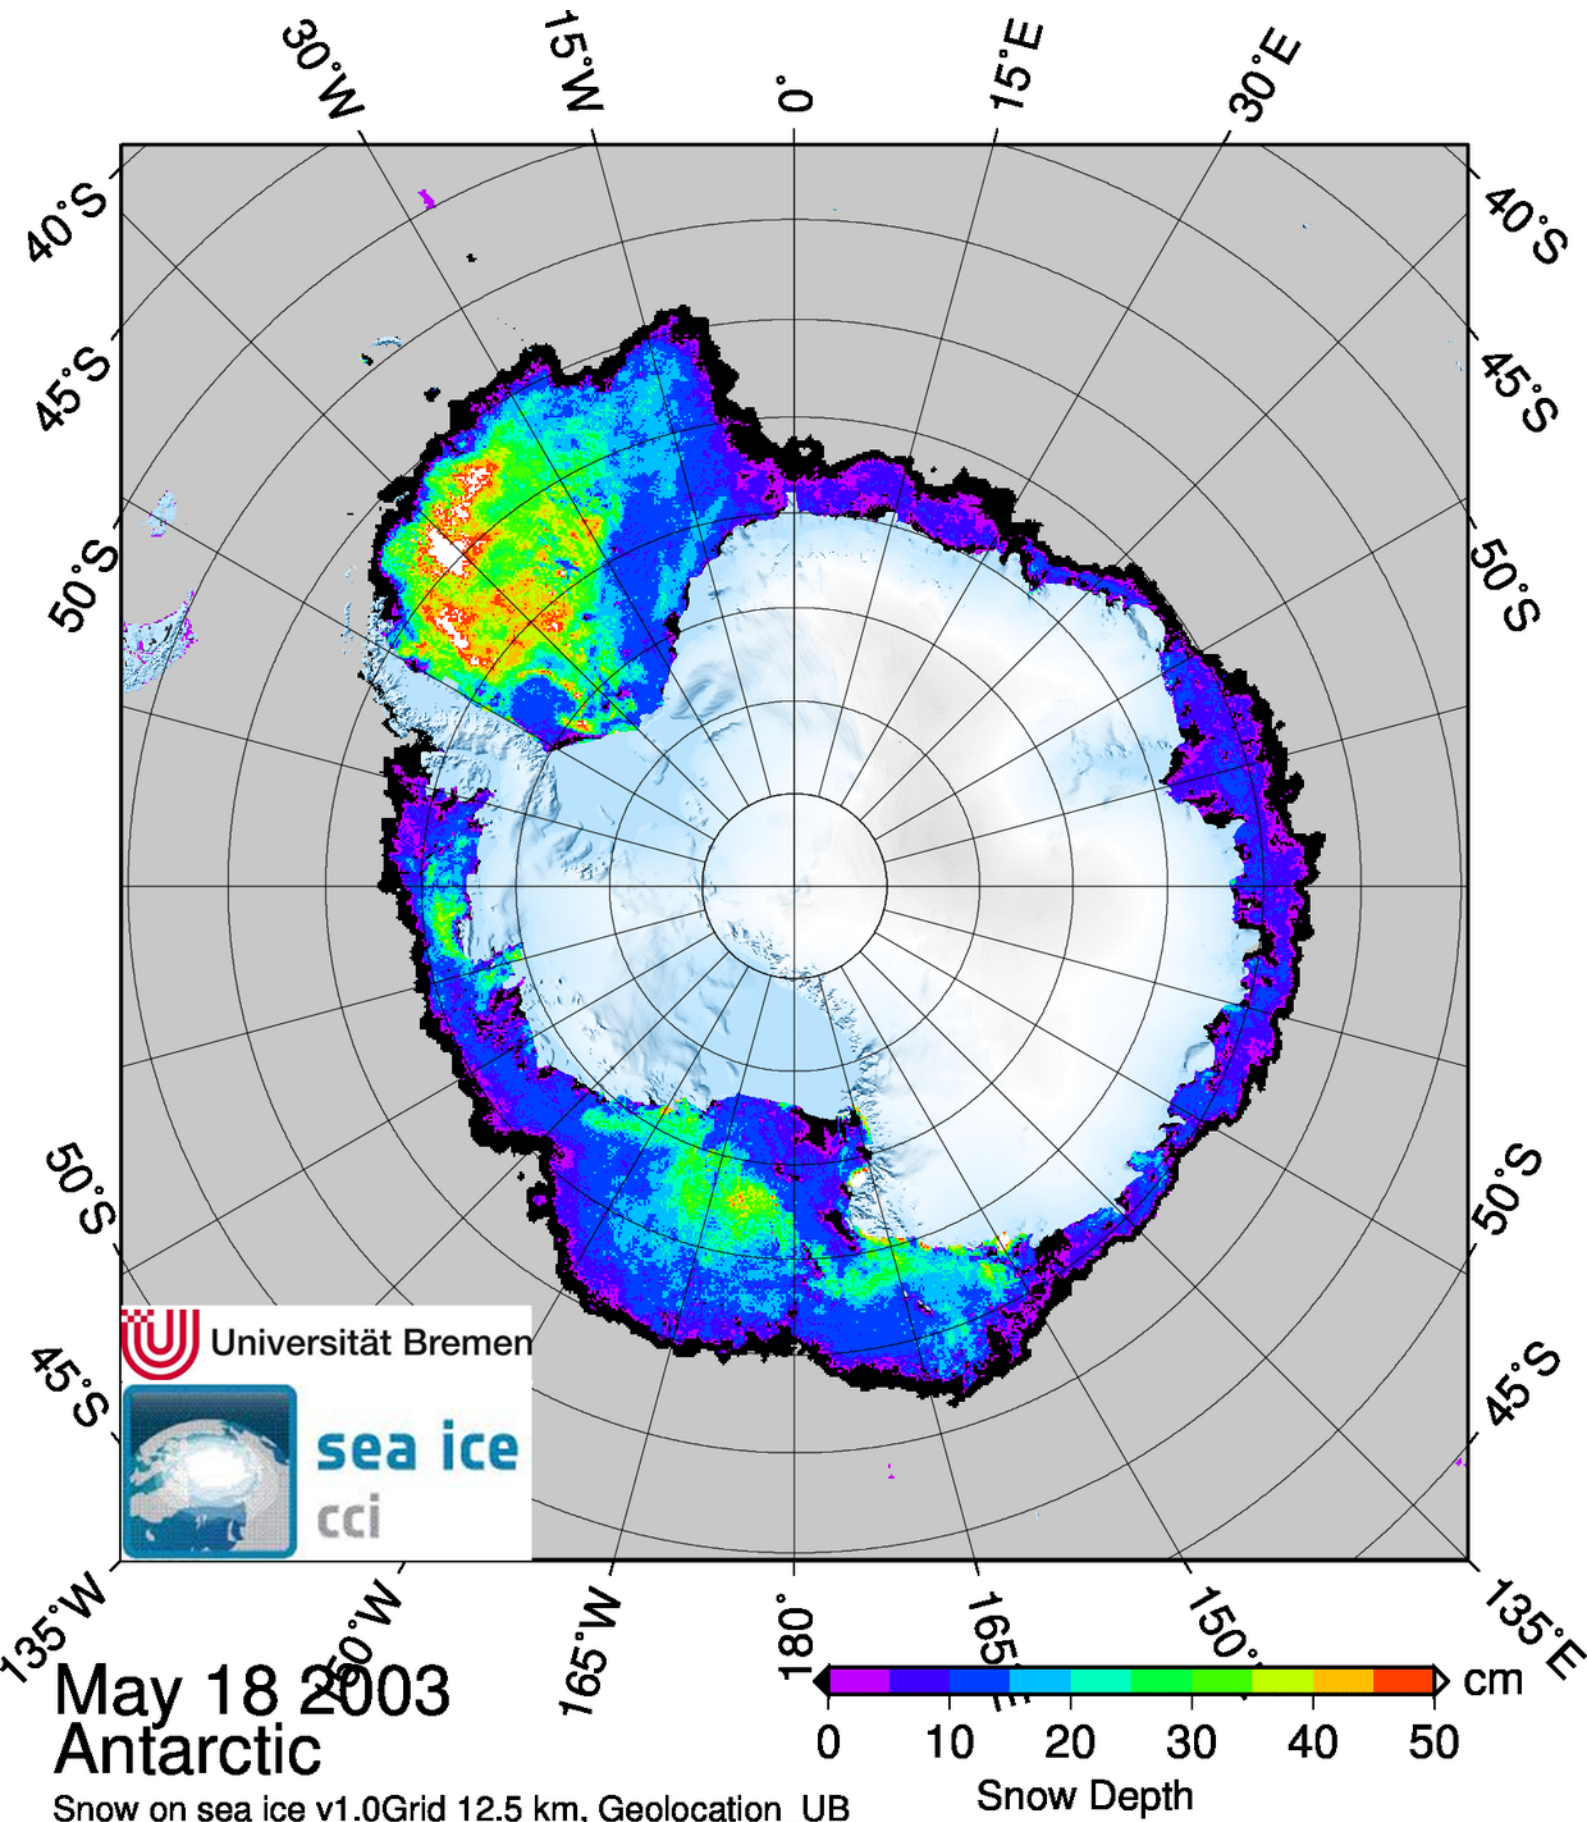 30°W 15°W 0° 15°E 30°E
40°S 40°S
45°S 45°S
50°S 50°S
50°S 50°S
45°S 45°S
Universität Bremen
sea ice
cci
135°W 165°W 180° 165 150° 135°E
May 18 2003
Antarctic
Snow on sea ice v1.0Grid 12.5 km, Geolocation UB
cm
0 10 20 30 40 50
Snow Depth